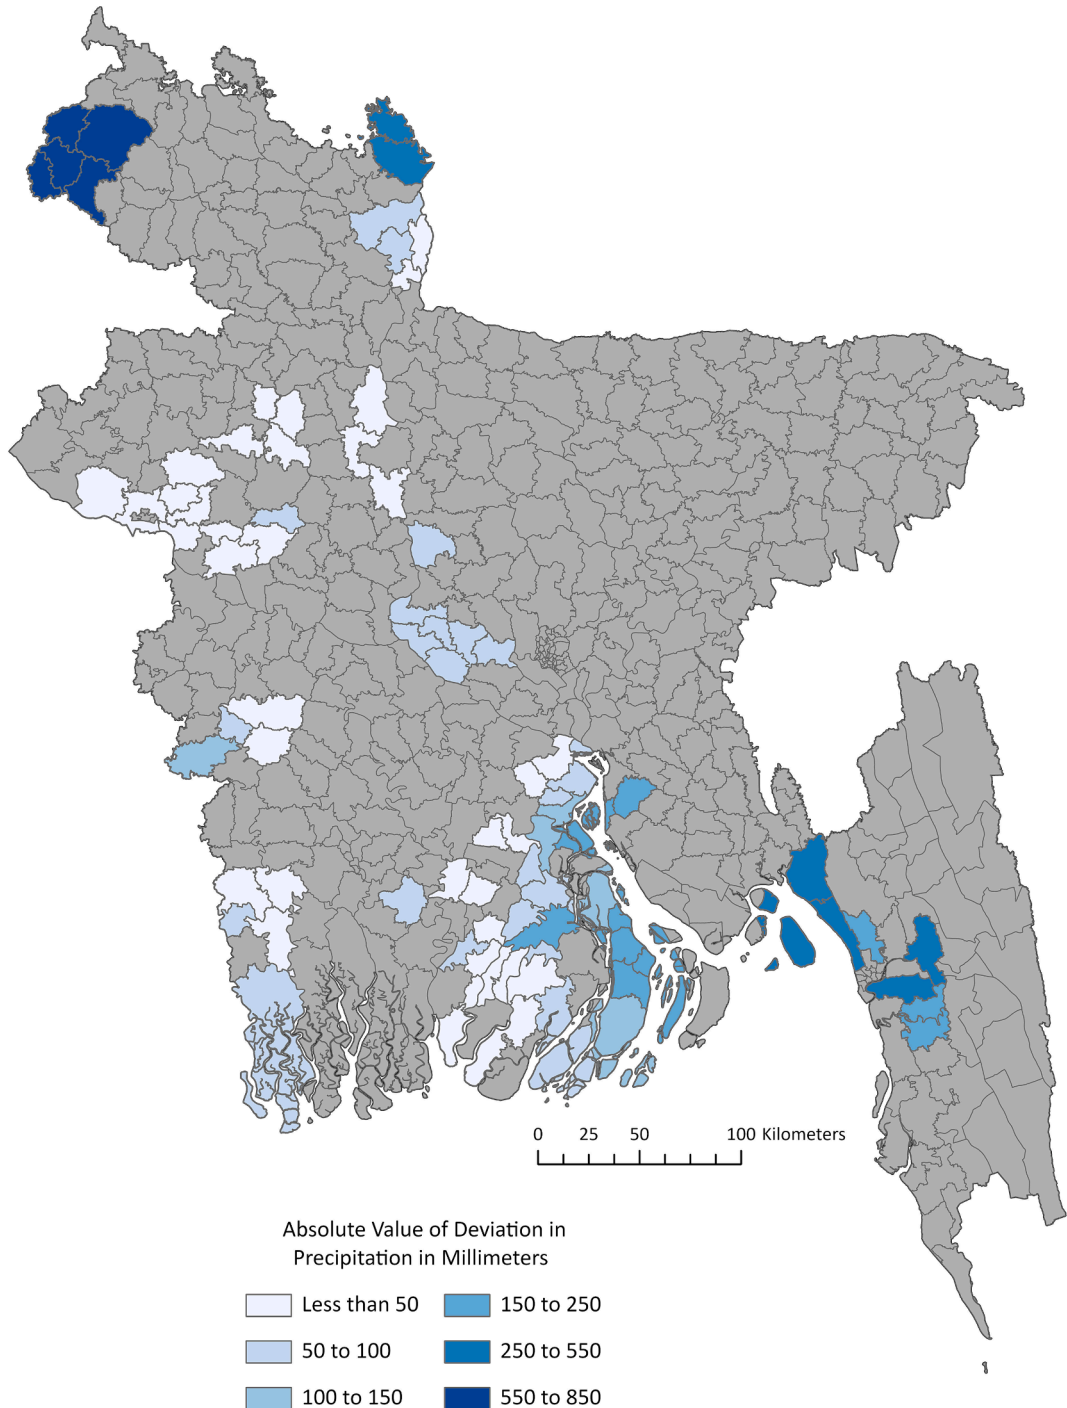 0 25 50 100 Kilometers
Absolute Value of Deviation in
Precipitation in Millimeters
Less than 50
150 to 250
50 to 100
250 to 550
100 to 150
550 to 850